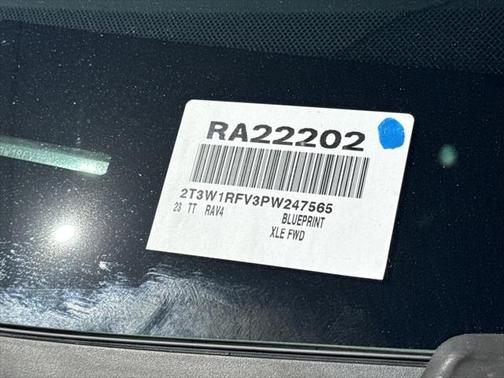 RA22202
2T3W1RFV3PW247565
23 TT RAV4 BLUEPRINT
XLE FWD